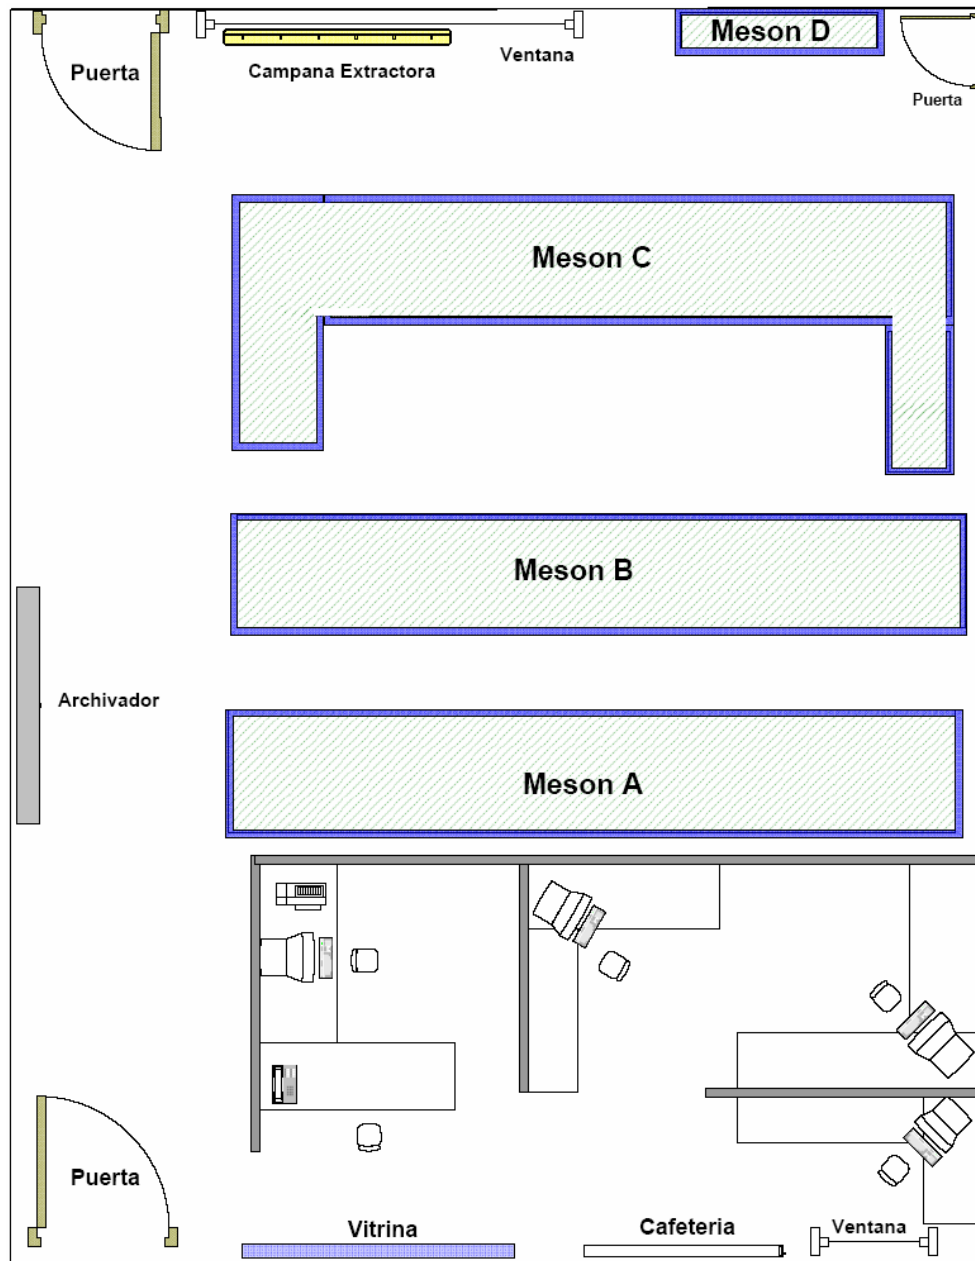 Meson D
Ventana
Puerta
Campana Extractora
Puerta
Meson C
Meson B
Archivador
Meson A
Puerta
Vitrina
Cafeteria
Ventana